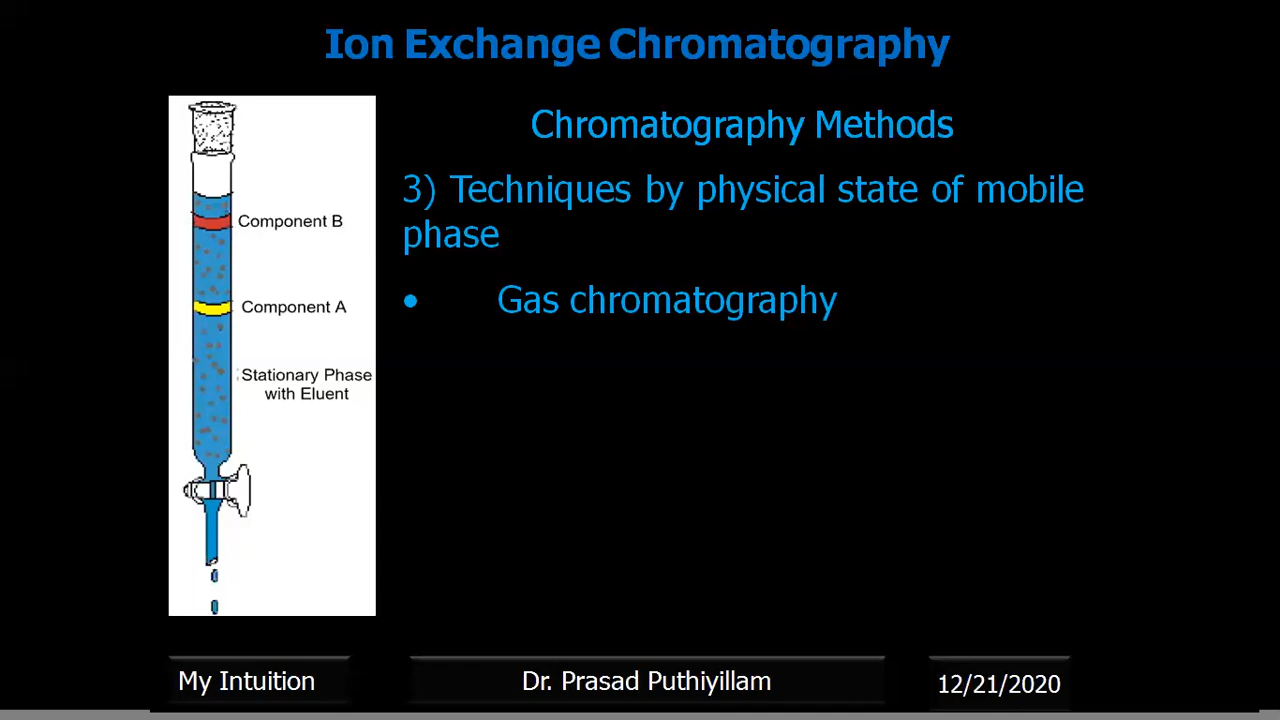 Ion Exchange Chromatography
Chromatography Methods
3) Techniques by physical state of mobile
phase
• Gas chromatography
Component B
Component A
Stationary Phase
with Eluent
My Intuition
Dr. Prasad Puthiyillam
12/21/2020